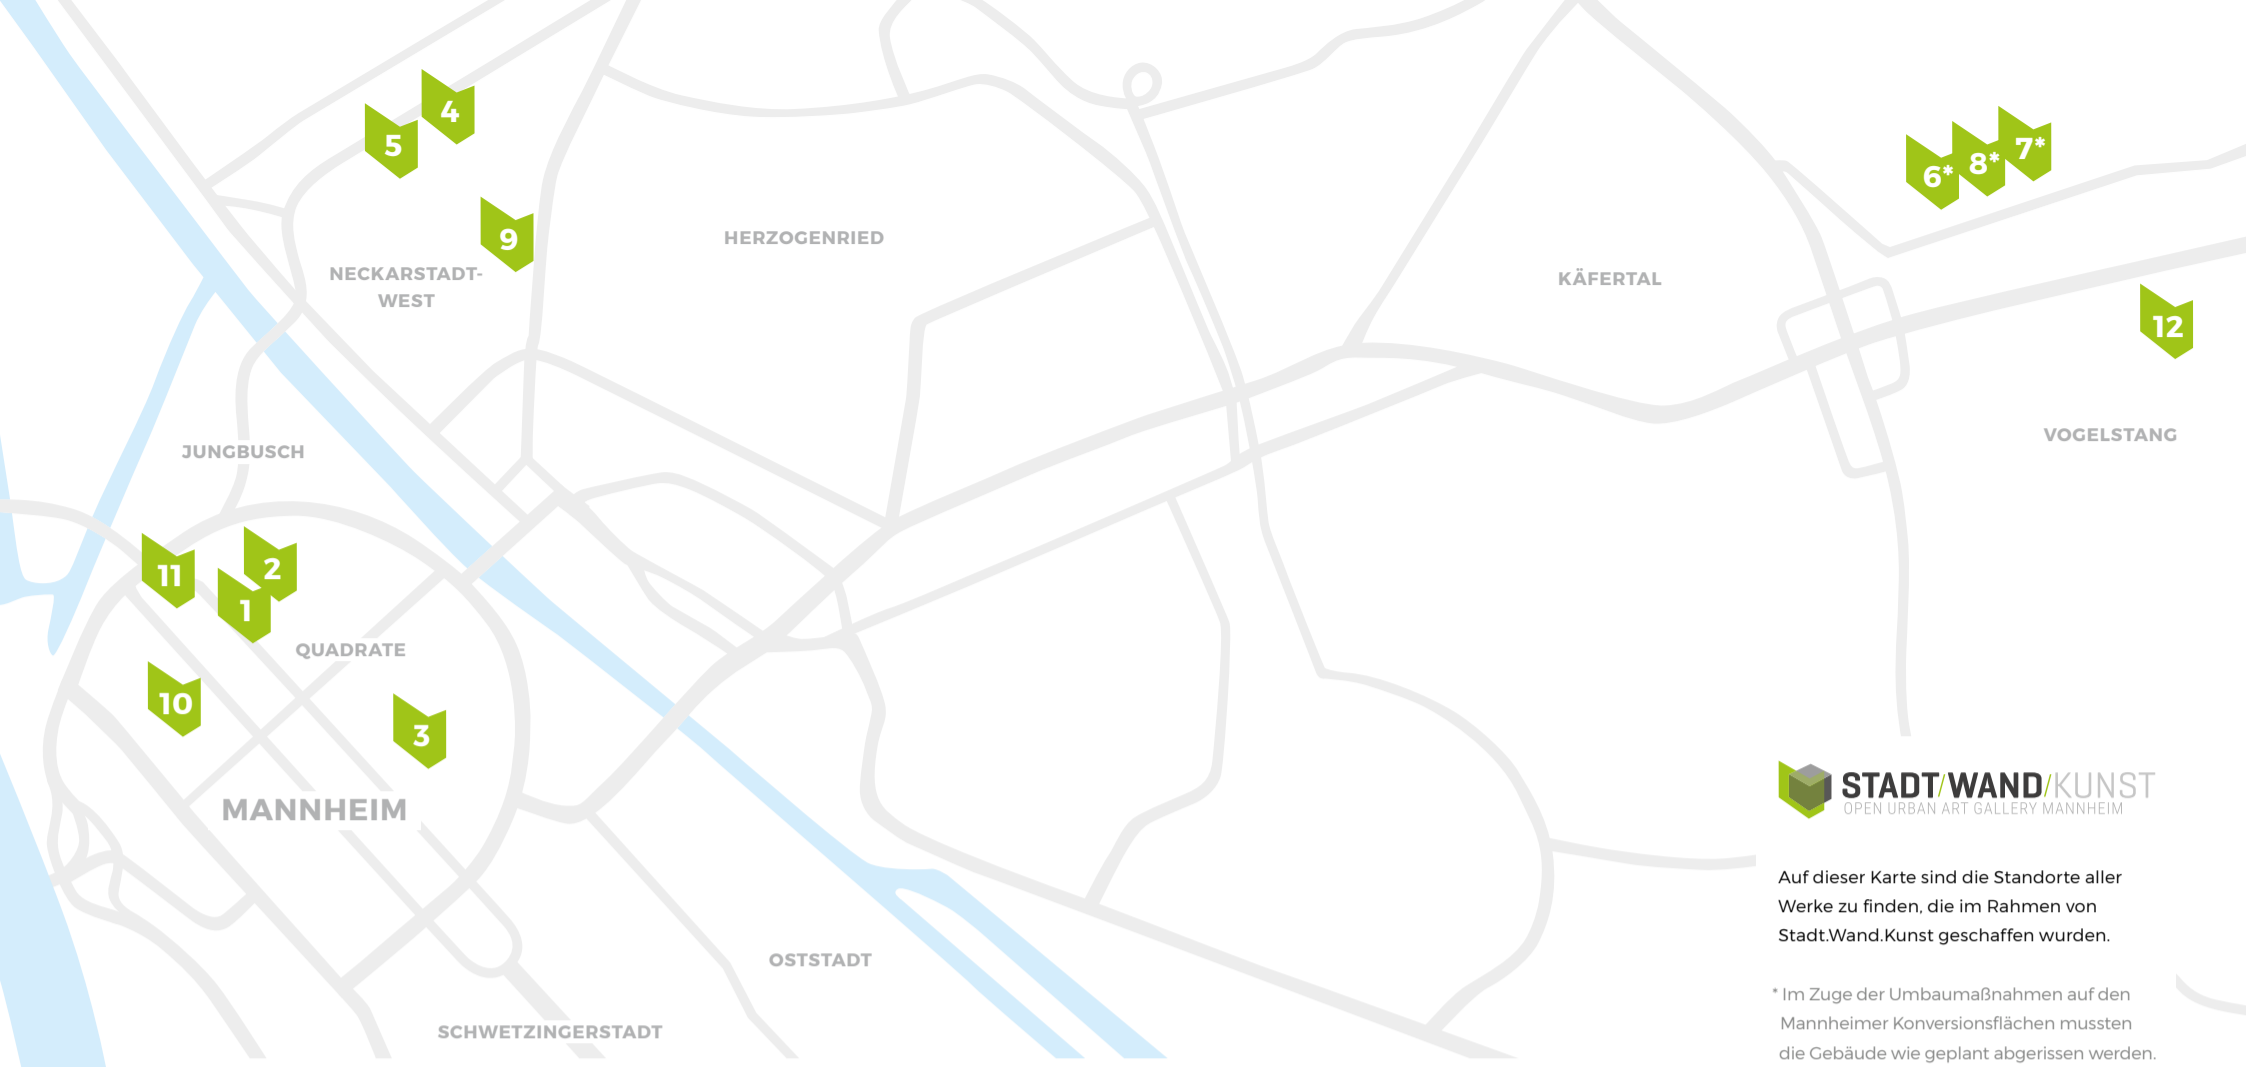 4
5
6*
8*
7*
9
HERZOGENRIED
NECKARSTADT-
WEST
KÄFERTAL
12
JUNGBUSCH
VOGELSTANG
11
2
1
QUADRATE
10
3
MANNHEIM
STADT/WAND/KUNST
OPEN URBAN ART GALLERY MANNHEIM
Auf dieser Karte sind die Standorte aller
Werke zu finden, die im Rahmen von
Stadt.Wand.Kunst geschaffen wurden.
OSTSTADT
SCHWETZINGERSTADT
* Im Zuge der Umbaumaßnahmen auf den
Mannheimer Konversionsflächen mussten
die Gebäude wie geplant abgerissen werden.